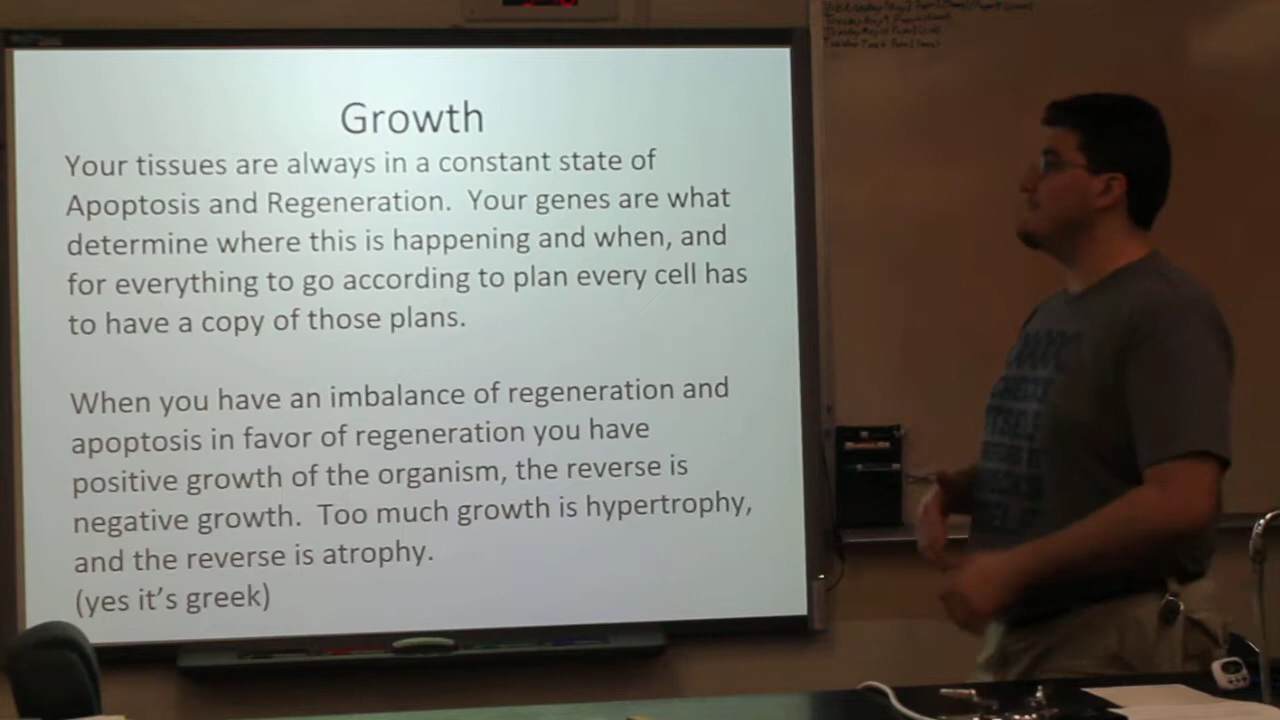 Growth
Your tissues are always in a constant state of
Apoptosis and Regeneration.  Your genes are what
determine where this is happening and when, and
for everything to go according to plan every cell has
to have a copy of those plans.
When you have an imbalance of regeneration and
apoptosis in favor of regeneration you have
positive growth of the organism, the reverse is
negative growth.  Too much growth is hypertrophy,
and the reverse is atrophy.
(yes it's greek)